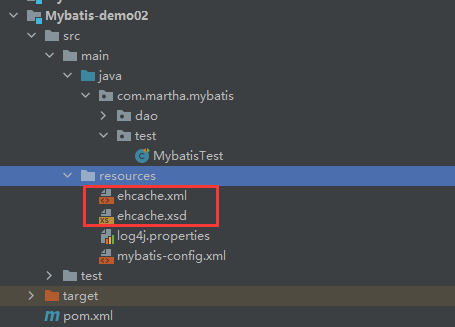 Mybatis-demo02
src
main
java
com.martha.mybatis
dao
test
MybatisTest
resources
ehcache.xml
ehcache.xsd
log4j.properties
mybatis-config.xml
test
target
pom.xml